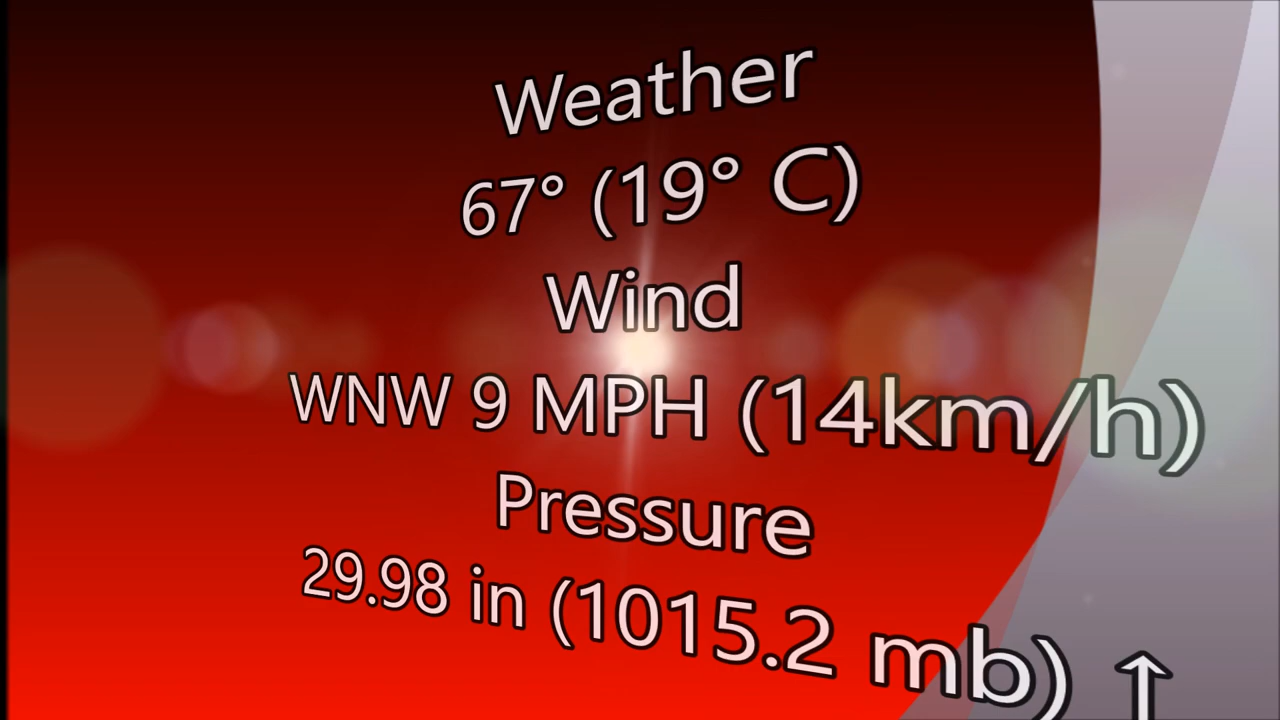 Weather
67° (19° C)
Wind
WNW 9 MPH (14km/h)
Pressure
29.98 in (1015.2 mb) ↑